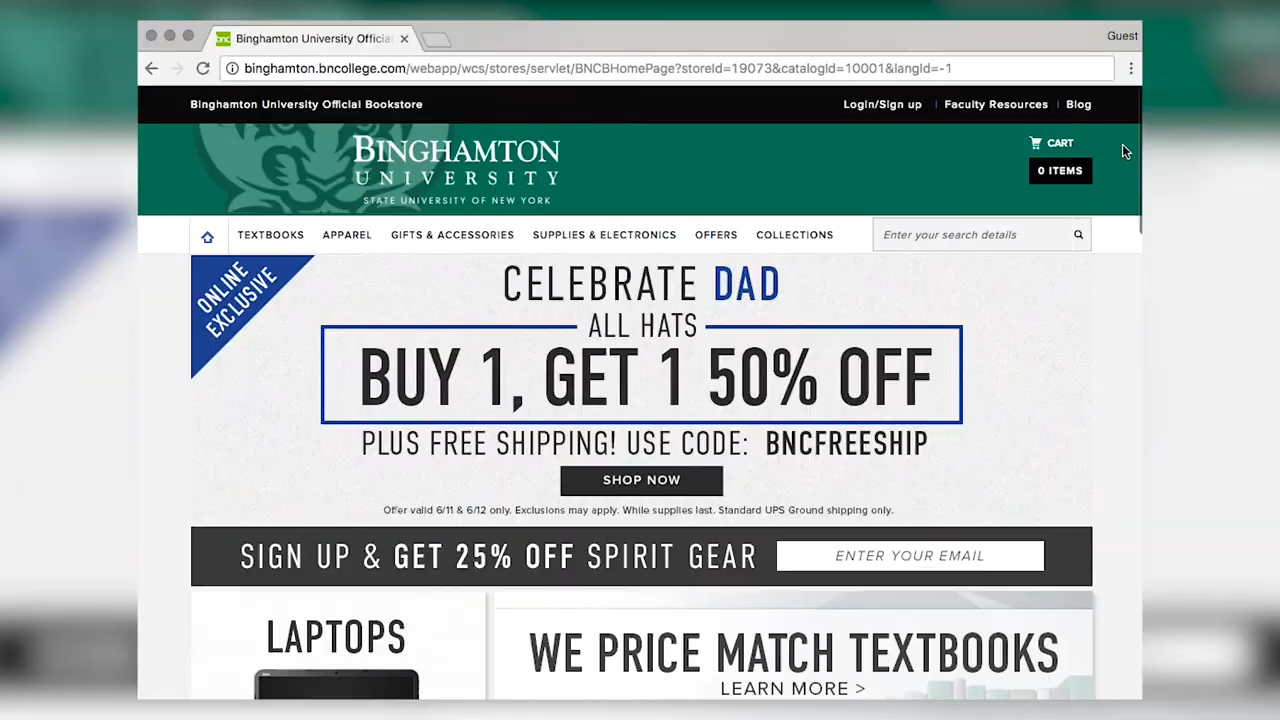 Binghamton University Officia
Guest
binghamton.bncollege.com/webapp/wcs/stores/servlet/BNCBHomePage?storeId=19073&catalogId=10001&langId=-1
Binghamton University Official Bookstore
Login/Sign up
Faculty Resources
Blog
BINGHAMTON
UNIVERSITY
STATE UNIVERSITY OF NEW YORK
CART
0 ITEMS
TEXTBOOKS
APPAREL
GIFTS & ACCESSORIES
SUPPLIES & ELECTRONICS
OFFERS
COLLECTIONS
Enter your search details
ONLINE
EXCLUSIVE
CELEBRATE DAD
ALL HATS
BUY 1, GET 1 50% OFF
PLUS FREE SHIPPING! USE CODE: BNCFREESHIP
SHOP NOW
Offer valid 6/11 & 6/12 only. Exclusions may apply. While supplies last. Standard UPS Ground shipping only.
SIGN UP & GET 25% OFF SPIRIT GEAR
ENTER YOUR EMAIL
LAPTOPS
WE PRICE MATCH TEXTBOOKS
LEARN MORE >